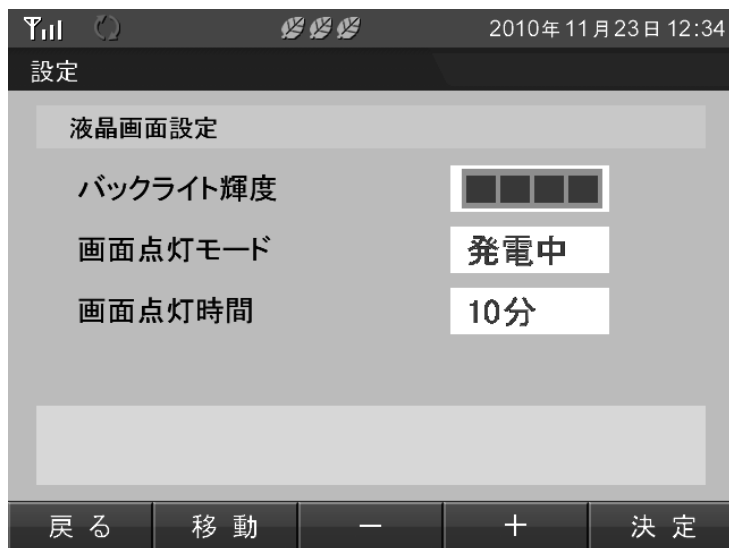 2010年11月23日 12:34
設定
液晶画面設定
バックライト輝度
画面点灯モード 発電中
画面点灯時間 10分
戻る 移動 − + 決定